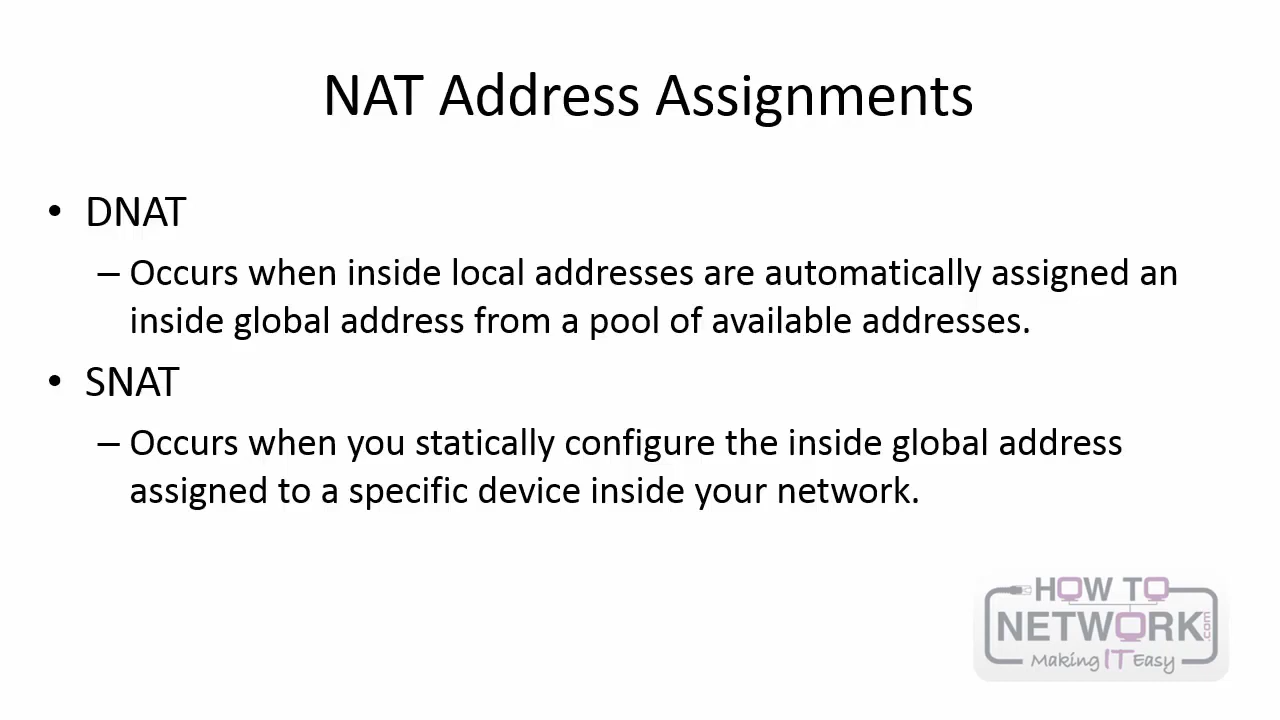 NAT Address Assignments
• DNAT
– Occurs when inside local addresses are automatically assigned an
inside global address from a pool of available addresses.
• SNAT
– Occurs when you statically configure the inside global address
assigned to a specific device inside your network.
HOW TO
NETWORK.com
Making IT Easy